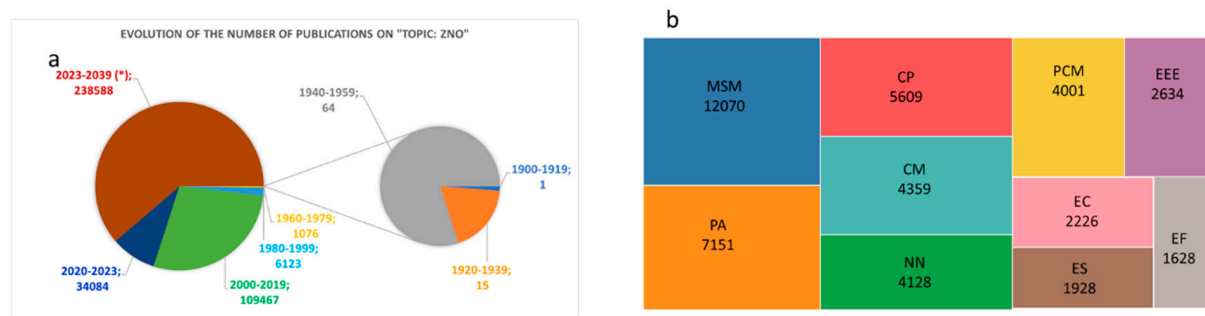 EVOLUTION OF THE NUMBER OF PUBLICATIONS ON "TOPIC: ZNO"
a
2023-2039 (*);
238588
1940-1959;
64
1900-1919;
1
1960-1979;
1076
1980-1999;
6123
2020-2023;
34084
2000-2019;
109467
1920-1939;
15
b
MSM
12070
CP
5609
PCM
4001
EEE
2634
CM
4359
PA
7151
EC
2226
EF
1628
NN
4128
ES
1928